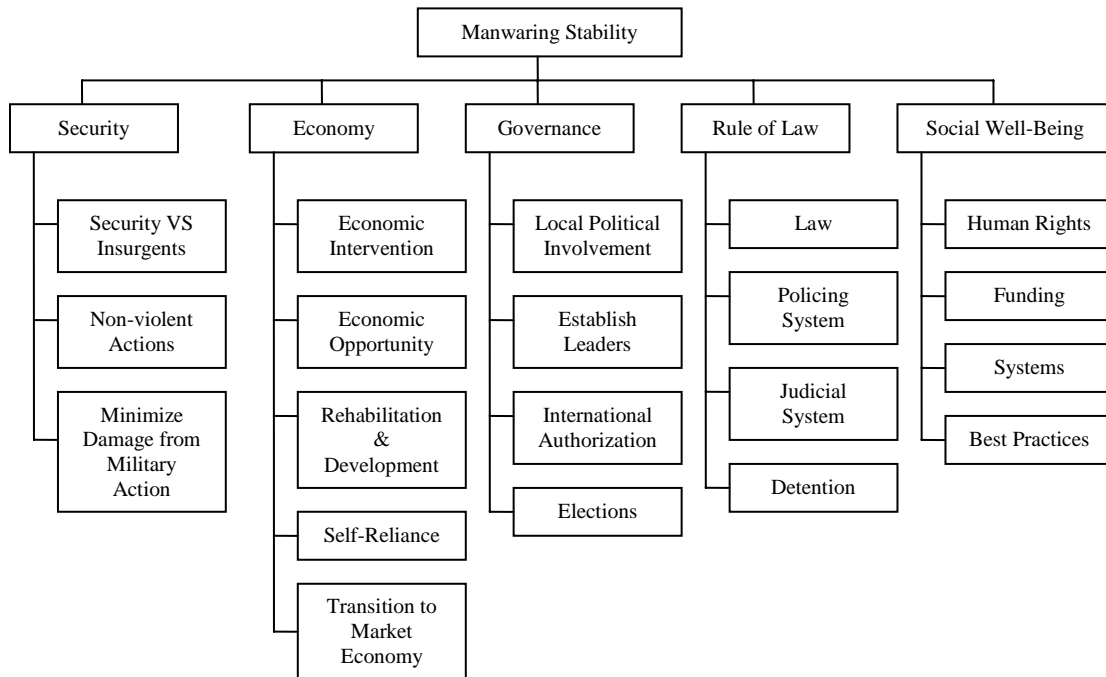 Manwaring Stability
Security
Economy
Governance
Rule of Law
Social Well-Being
Security VS
Insurgents
Non-violent
Actions
Minimize
Damage from
Military
Action
Economic
Intervention
Economic
Opportunity
Rehabilitation
&
Development
Self-Reliance
Transition to
Market
Economy
Local Political
Involvement
Establish
Leaders
International
Authorization
Elections
Law
Policing
System
Judicial
System
Detention
Human Rights
Funding
Systems
Best Practices